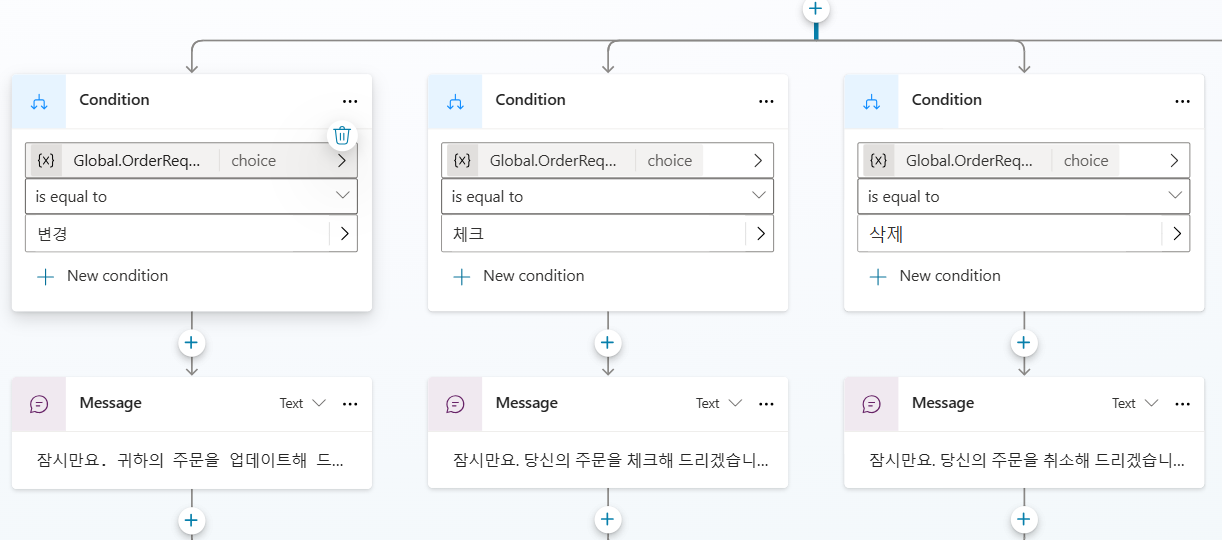 Condition
{x} Global.OrderReq... choice
is equal to
변경
New condition
Message Text
잠시만요. 귀하의 주문을 업데이트해 드...
Condition
{x} Global.OrderReq... choice
is equal to
체크
New condition
Message Text
잠시만요. 당신의 주문을 체크해 드리겠습니...
Condition
{x} Global.OrderReq... choice
is equal to
삭제
New condition
Message Text
잠시만요. 당신의 주문을 취소해 드리겠습니...